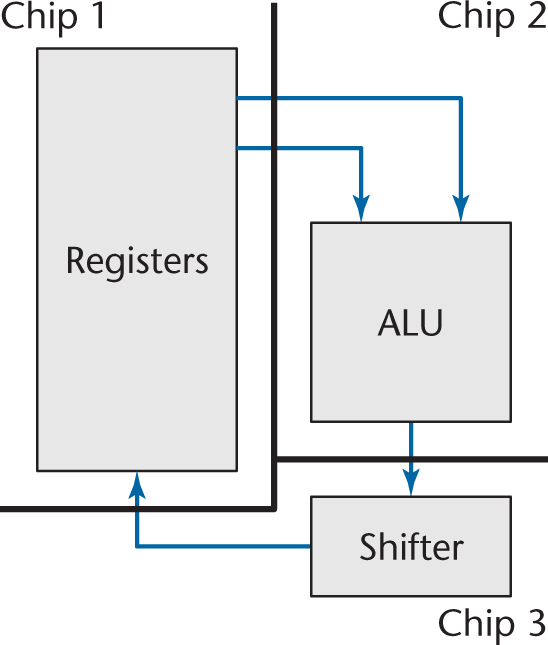 Chip 1
Chip 2
Registers
ALU
Shifter
Chip 3